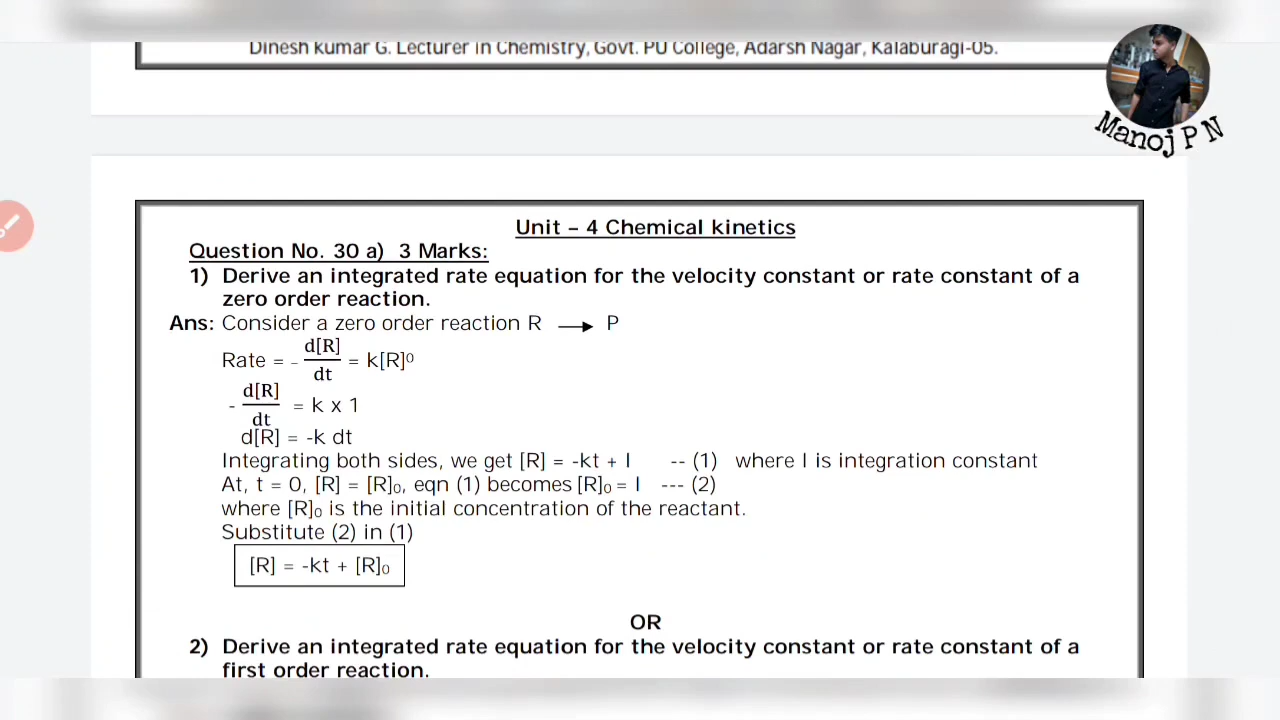 Dinesh kumar G. Lecturer in Chemistry, Govt. PU College, Adarsh Nagar, Kalaburagi-05.
Manoj P N
Unit – 4 Chemical kinetics
Question No. 30 a) 3 Marks:
1) Derive an integrated rate equation for the velocity constant or rate constant of a
zero order reaction.
Ans: Consider a zero order reaction R → P
Rate = - d[R]/dt = k[R]⁰
- d[R]/dt = k x 1
d[R] = -k dt
Integrating both sides, we get [R] = -kt + I -- (1) where I is integration constant
At, t = 0, [R] = [R]₀, eqn (1) becomes [R]₀ = I --- (2)
where [R]₀ is the initial concentration of the reactant.
Substitute (2) in (1)
[R] = -kt + [R]₀
OR
2) Derive an integrated rate equation for the velocity constant or rate constant of a
first order reaction.